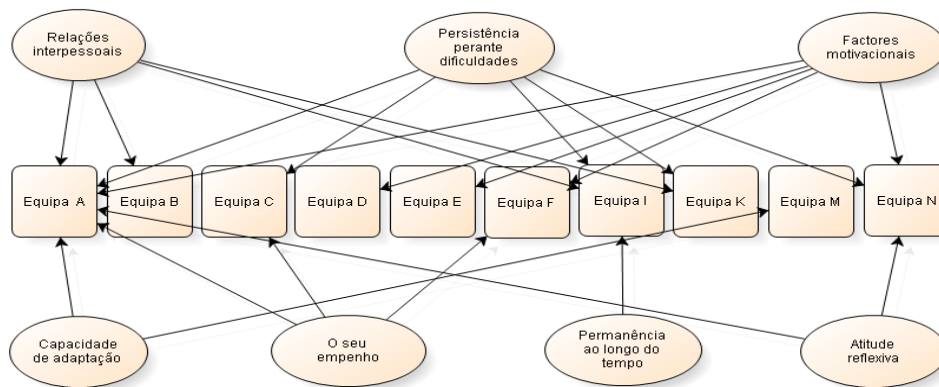 Relações
interpessoais
Persistência
perante
dificuldades
Factores
motivacionais
Equipa A
Equipa B
Equipa C
Equipa D
Equipa E
Equipa F
Equipa I
Equipa K
Equipa M
Equipa N
Capacidade
de adaptação
O seu
empenho
Permanência
ao longo do
tempo
Atitude
reflexiva